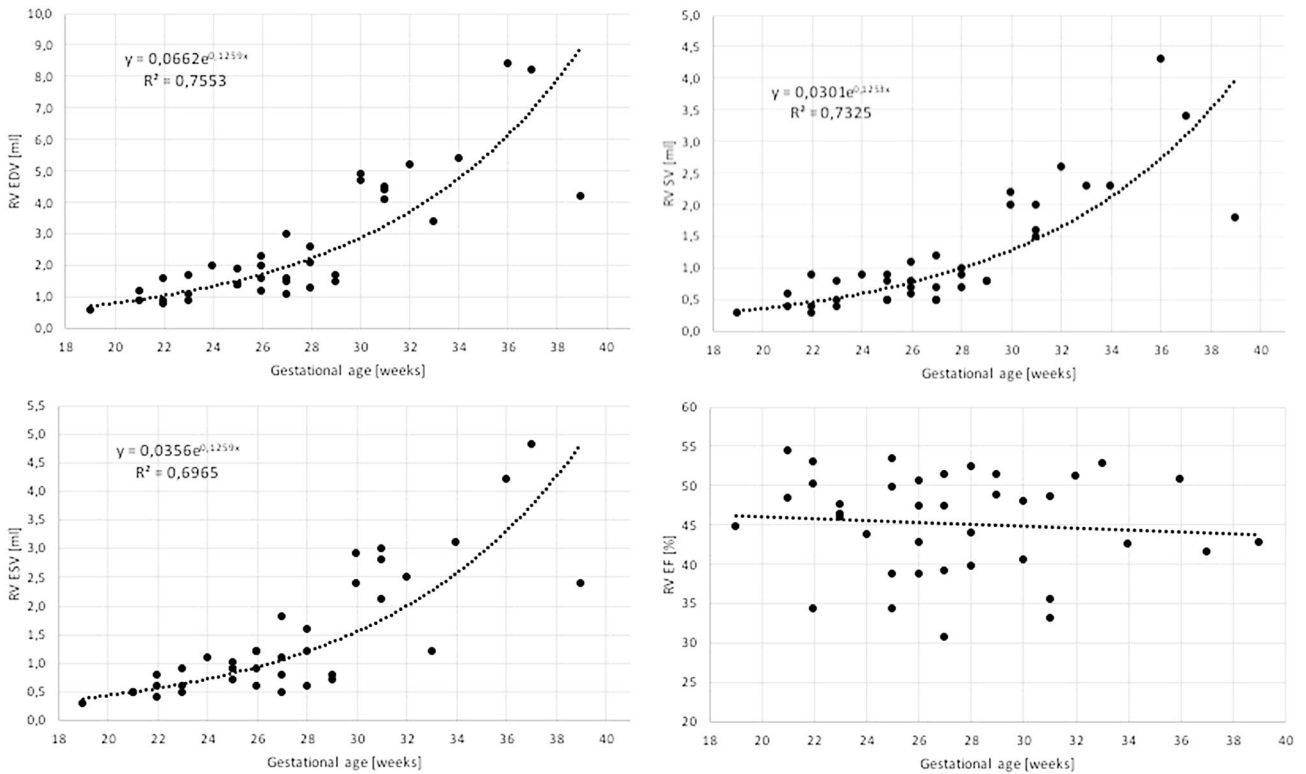 10,0
9,0
8,0
7,0
6,0
5,0
4,0
3,0
2,0
1,0
0,0
RV EDV [ml]
y = 0,0662e^0,1259x
R² = 0,7553
18 20 22 24 26 28 30 32 34 36 38 40
Gestational age [weeks]
5,0
4,5
4,0
3,5
3,0
2,5
2,0
1,5
1,0
0,5
0,0
RV SV [ml]
y = 0,0301e^0,1253x
R² = 0,7325
18 20 22 24 26 28 30 32 34 36 38 40
Gestational age [weeks]
5,5
5,0
4,5
4,0
3,5
3,0
2,5
2,0
1,5
1,0
0,5
0,0
RV ESV [ml]
y = 0,0356e^0,1259x
R² = 0,6965
18 20 22 24 26 28 30 32 34 36 38 40
Gestational age [weeks]
60
55
50
45
40
35
30
25
20
RV EF [%]
18 20 22 24 26 28 30 32 34 36 38 40
Gestational age [weeks]